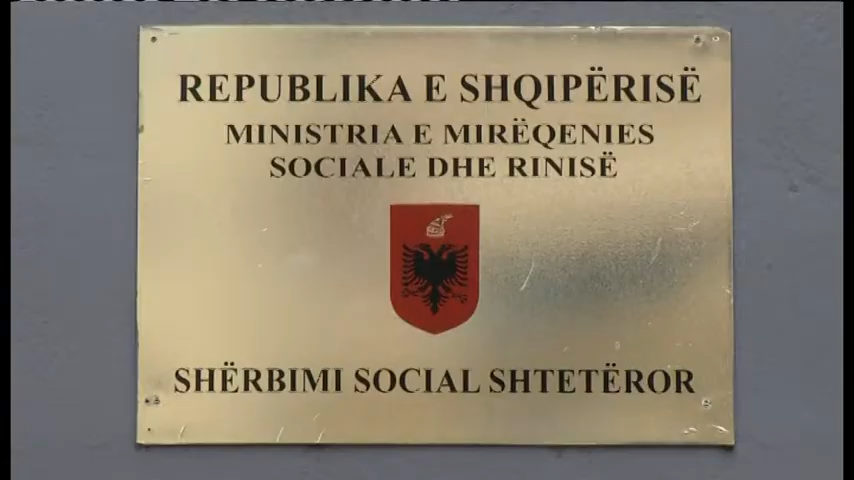 REPUBLIKA E SHQIPËRISË
MINISTRIA E MIRËQENIES
SOCIALE DHE RINISË
SHËRBIMI SOCIAL SHTETËROR